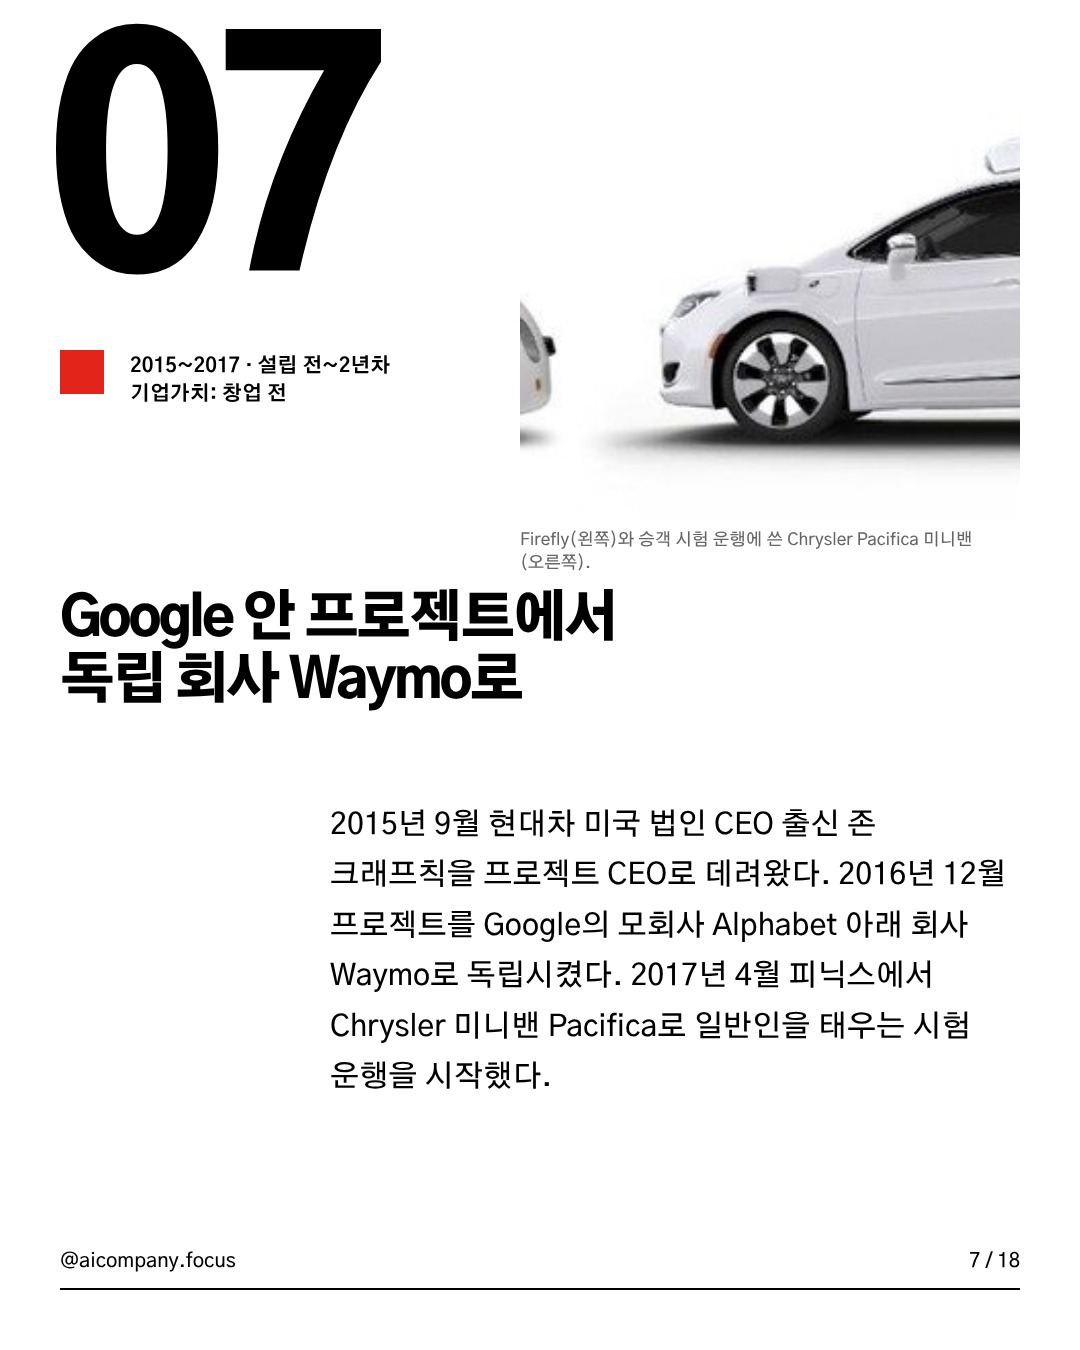 07
2015~2017 · 설립 전~2년차
기업가치: 창업 전
Firefly(왼쪽)와 승객 시험 운행에 쓴 Chrysler Pacifica 미니밴
(오른쪽).
Google 안 프로젝트에서
독립 회사 Waymo로
2015년 9월 현대차 미국 법인 CEO 출신 존
크래프칙을 프로젝트 CEO로 데려왔다. 2016년 12월
프로젝트를 Google의 모회사 Alphabet 아래 회사
Waymo로 독립시켰다. 2017년 4월 피닉스에서
Chrysler 미니밴 Pacifica로 일반인을 태우는 시험
운행을 시작했다.
@aicompany.focus
7 / 18